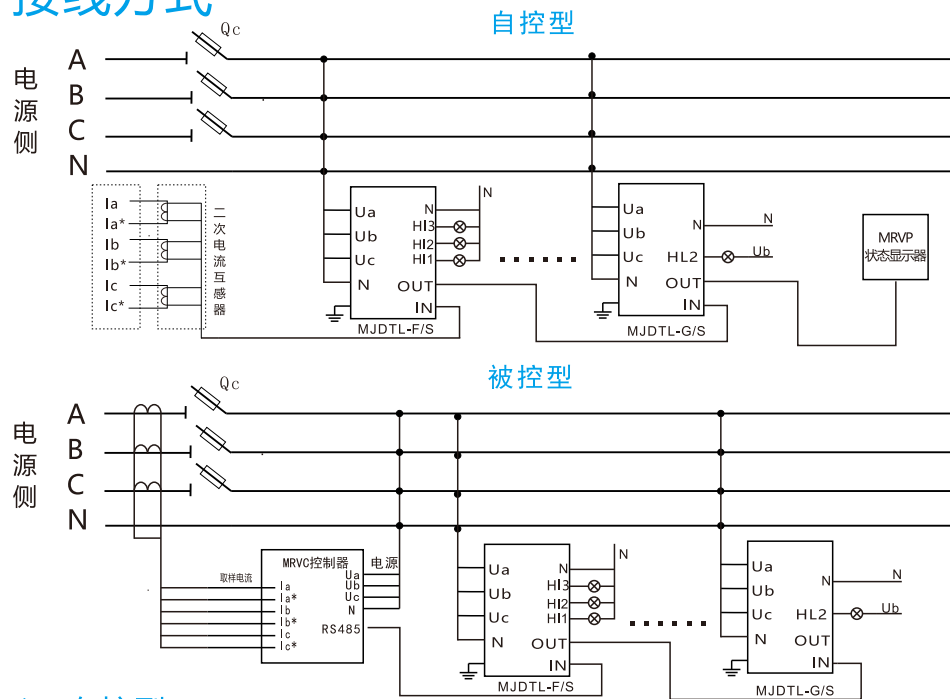 接线方式
自控型
Qc
电源侧
A
B
C
N
Ia
Ia*
Ib
Ib*
Ic
Ic*
二次电流互感器
Ua
Ub
Uc
N
N
HI3
HI2
HI1
OUT
IN
N
MJDTL-F/S
Ua
Ub
Uc
N
N
HL2
OUT
IN
N
Ub
MJDTL-G/S
MRVP
状态显示器
被控型
Qc
电源侧
A
B
C
N
取样电流
MRVC控制器
Ia
Ia*
Ib
Ib*
Ic
Ic*
Ua
Ub
Uc
N
RS485
电源
Ua
Ub
Uc
N
N
HI3
HI2
HI1
OUT
IN
N
MJDTL-F/S
Ua
Ub
Uc
N
N
HL2
OUT
IN
N
Ub
MJDTL-G/S